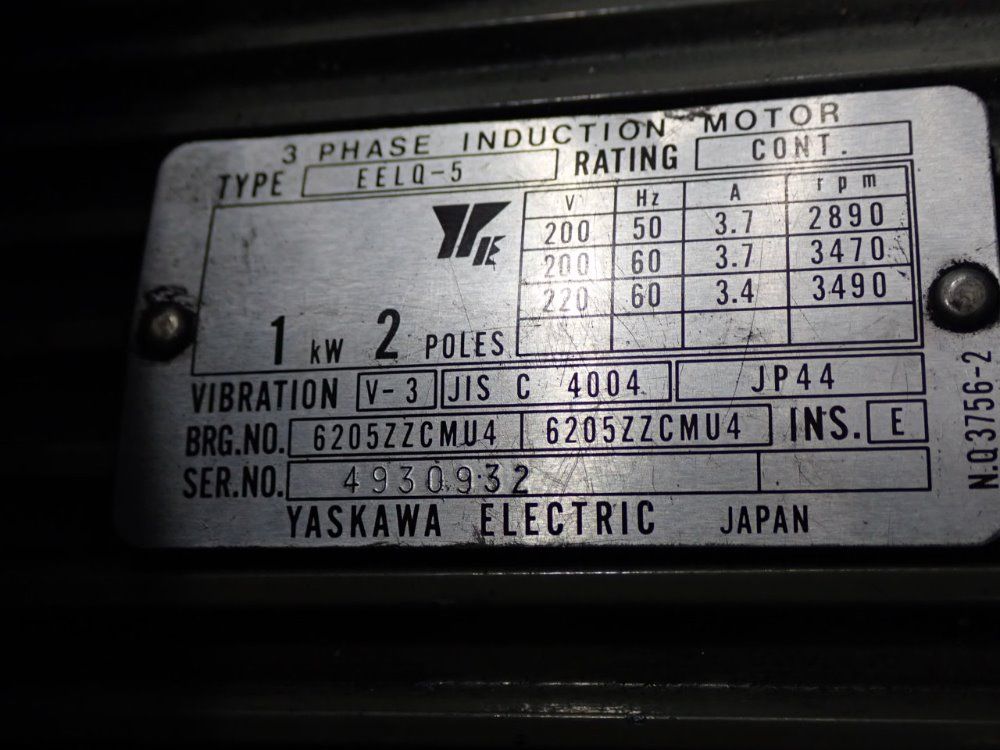 3 PHASE INDUCTION MOTOR
TYPE EELQ-5 RATING CONT.
V Hz A rpm
200 50 3.7 2890
200 60 3.7 3470
220 60 3.4 3490
1 kW 2 POLES
VIBRATION V-3 JIS C 4004 JP44
BRG.NO. 6205ZZCMU4 6205ZZCMU4 INS. E
SER.NO. 4930932
YASKAWA ELECTRIC JAPAN
N.Q3756-2